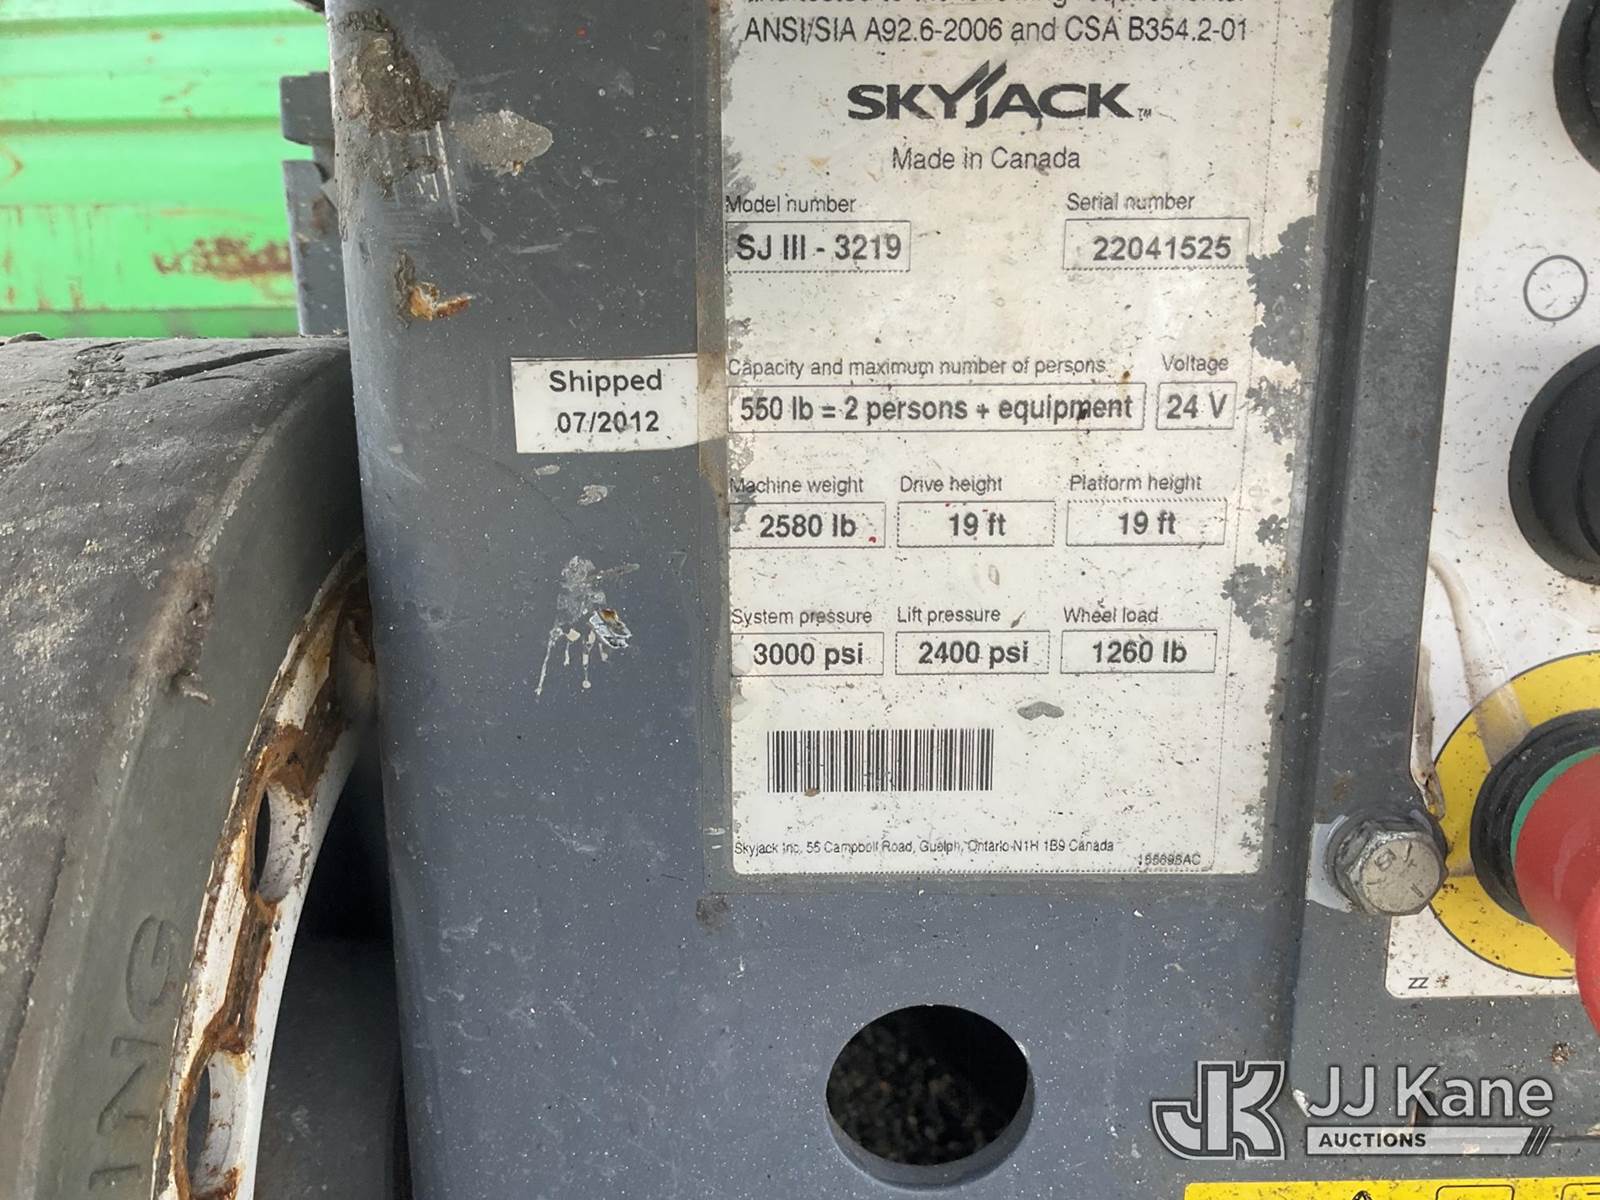 ANSI/SIA A92.6-2006 and CSA B354.2-01
SKYJACK™
Made in Canada
Model number Serial number
SJ III - 3219 22041525
Capacity and maximum number of persons Voltage
550 lb = 2 persons + equipment 24 V
Shipped
07/2012
Machine weight Drive height Platform height
2580 lb 19 ft 19 ft
System pressure Lift pressure Wheel load
3000 psi 2400 psi 1260 lb
Skyjack Inc. 55 Campbell Road, Guelph, Ontario N1H 1B9 Canada
ZZ
JK JJ Kane
AUCTIONS